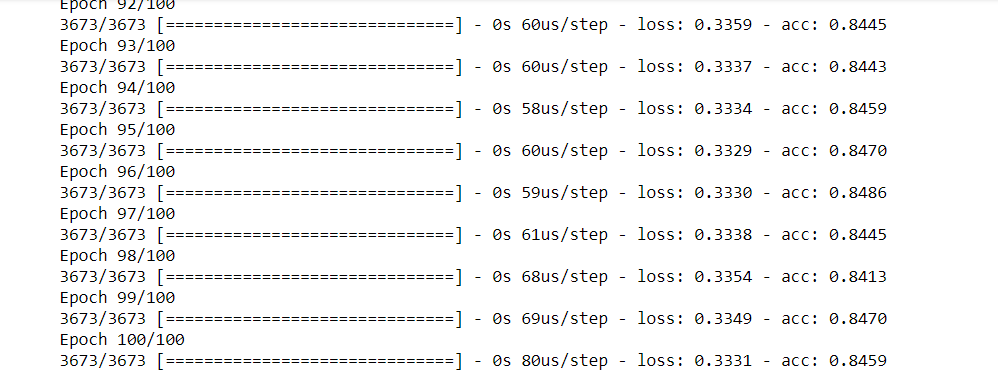 Epoch 92/100
3673/3673 [==============================] - 0s 60us/step - loss: 0.3359 - acc: 0.8445
Epoch 93/100
3673/3673 [==============================] - 0s 60us/step - loss: 0.3337 - acc: 0.8443
Epoch 94/100
3673/3673 [==============================] - 0s 58us/step - loss: 0.3334 - acc: 0.8459
Epoch 95/100
3673/3673 [==============================] - 0s 60us/step - loss: 0.3329 - acc: 0.8470
Epoch 96/100
3673/3673 [==============================] - 0s 59us/step - loss: 0.3330 - acc: 0.8486
Epoch 97/100
3673/3673 [==============================] - 0s 61us/step - loss: 0.3338 - acc: 0.8445
Epoch 98/100
3673/3673 [==============================] - 0s 68us/step - loss: 0.3354 - acc: 0.8413
Epoch 99/100
3673/3673 [==============================] - 0s 69us/step - loss: 0.3349 - acc: 0.8470
Epoch 100/100
3673/3673 [==============================] - 0s 80us/step - loss: 0.3331 - acc: 0.8459